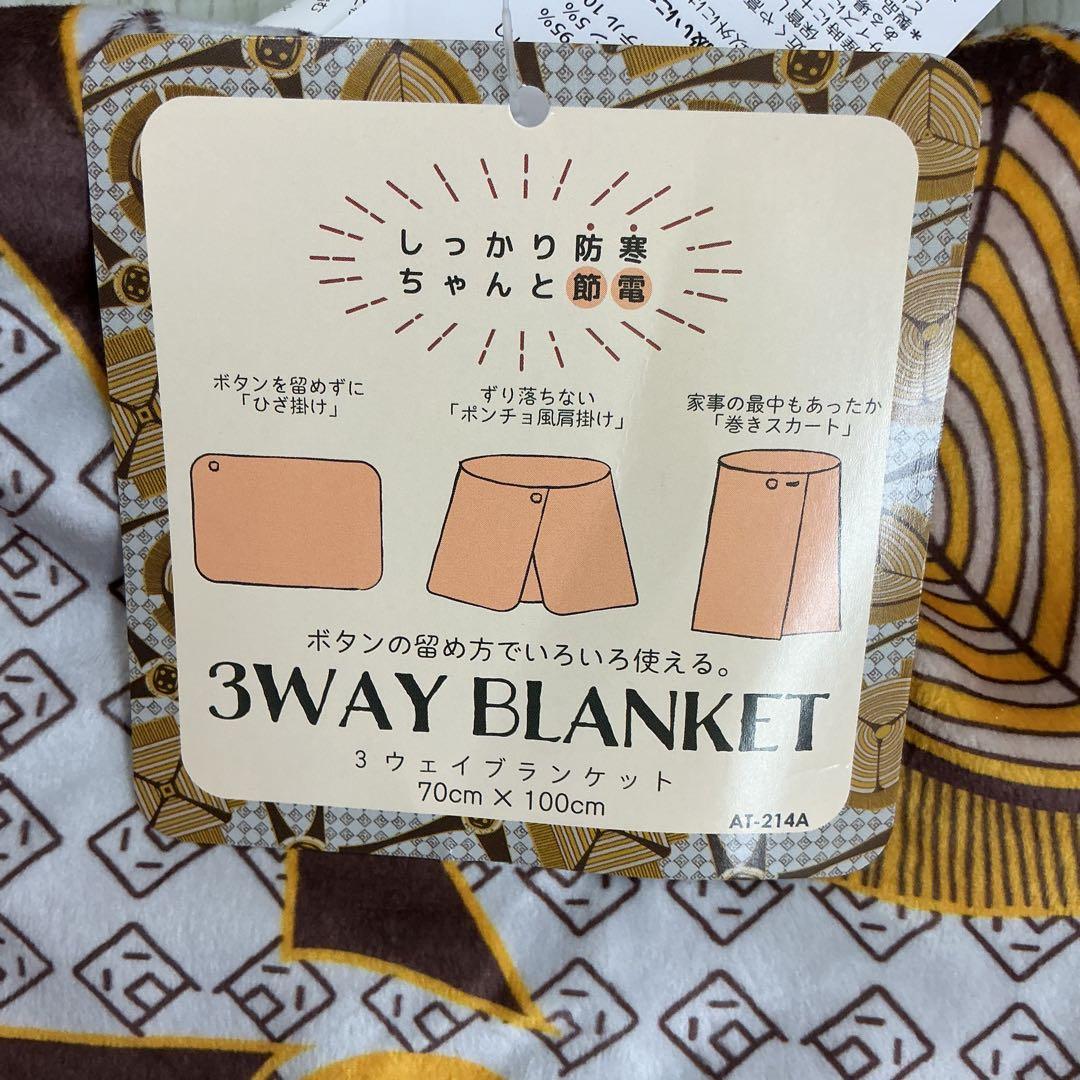 しっかり防寒
ちゃんと節電
ボタンを留めずに
「ひざ掛け」
ずり落ちない
「ポンチョ風肩掛け」
家事の最中もあったか
「巻きスカート」
ボタンの留め方でいろいろ使える。
3WAY BLANKET
3ウェイブランケット
70cm×100cm
AT-214A